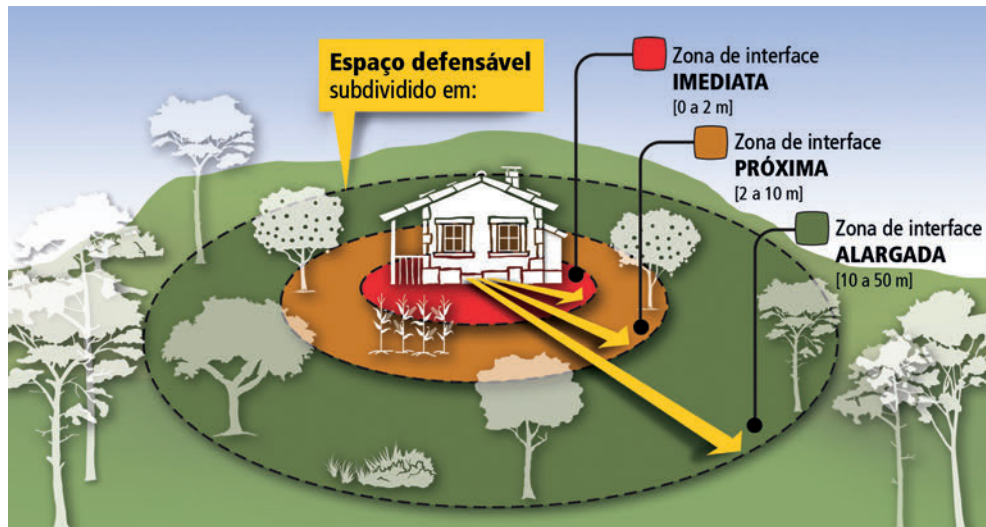 Espaço defensável
subdividido em:
Zona de interface
IMEDIATA
[0 a 2 m]
Zona de interface
PRÓXIMA
[2 a 10 m]
Zona de interface
ALARGADA
[10 a 50 m]